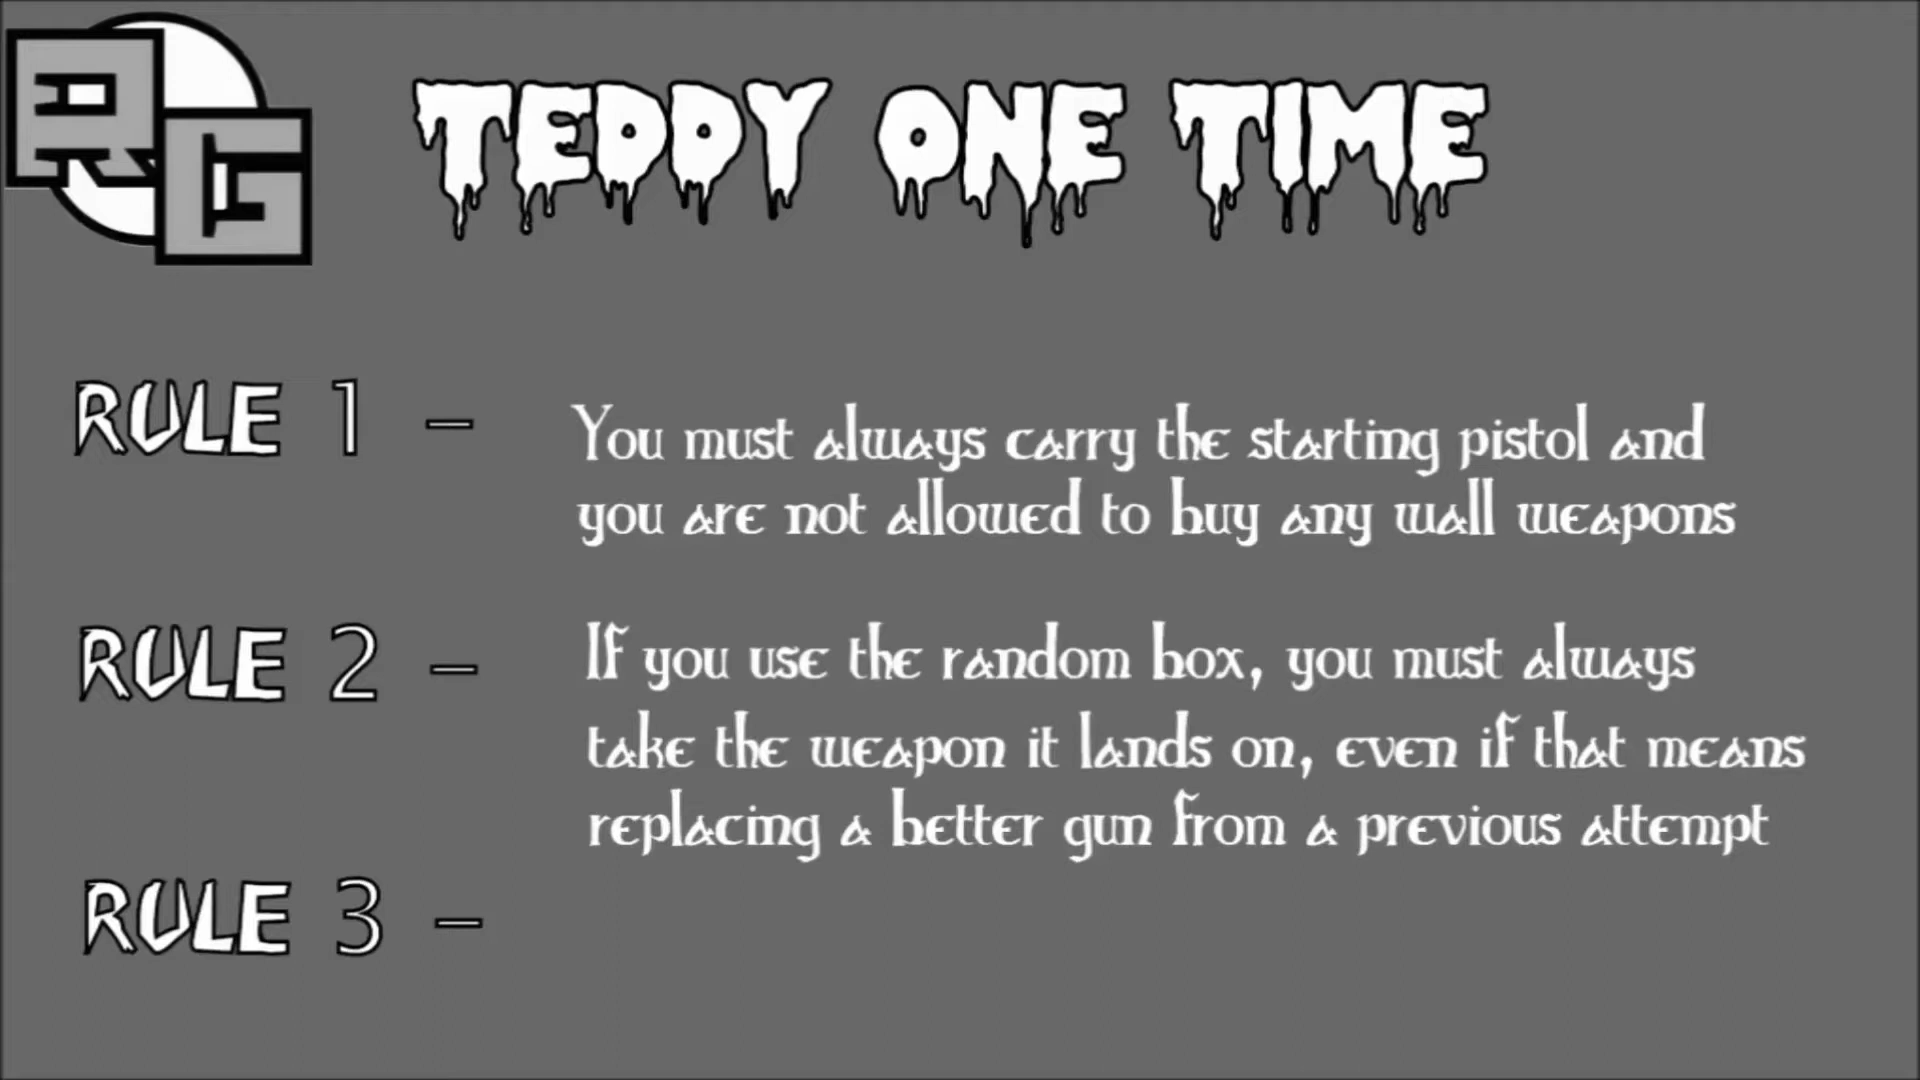 RG
TEDDY ONE TIME
RULE 1 -
You must always carry the starting pistol and
you are not allowed to buy any wall weapons
RULE 2 -
If you use the random box, you must always
take the weapon it lands on, even if that means
replacing a better gun from a previous attempt
RULE 3 -